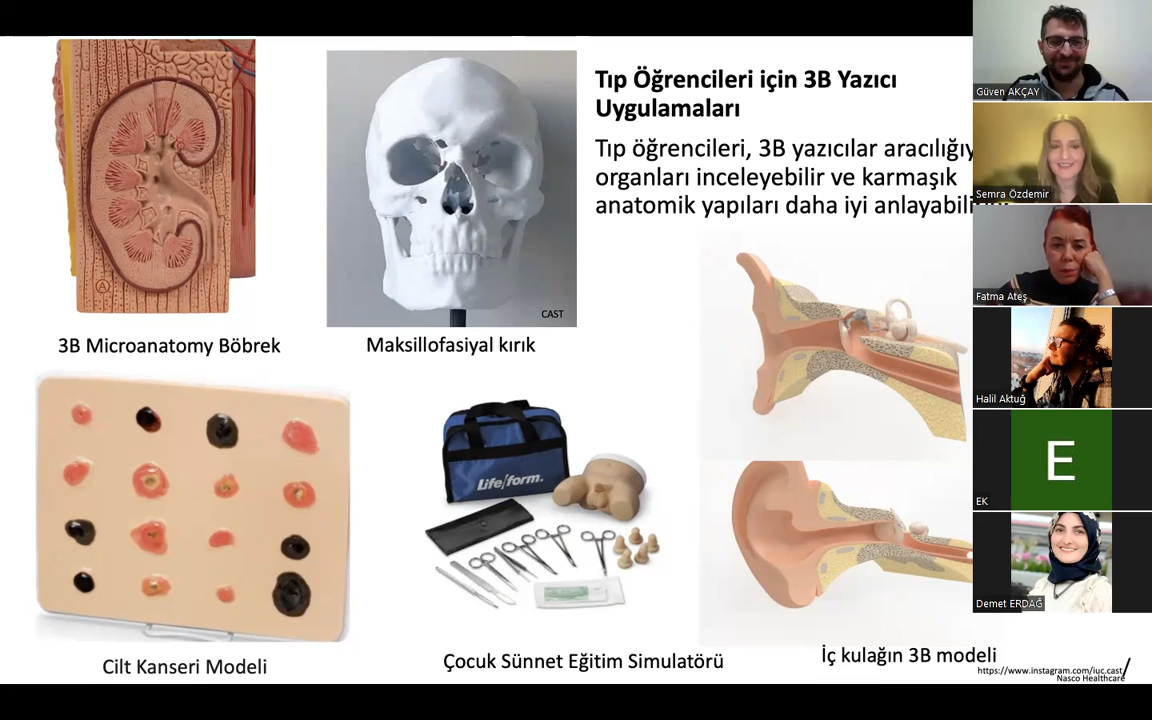 Tıp Öğrencileri için 3B Yazıcı
Uygulamaları
Tıp öğrencileri, 3B yazıcılar aracılığıy
organları inceleyebilir ve karmaşık
anatomik yapıları daha iyi anlayabili
A
3B Microanatomy Böbrek
CAST
Maksillofasiyal kırık
Cilt Kanseri Modeli
Life/form.
Çocuk Sünnet Eğitim Simulatörü
İç kulağın 3B modeli
https://www.instagram.com/iuc.cast/
Nasco Healthcare
Güven AKÇAY
Semra Özdemir
Fatma Ateş
Halil Aktuğ
E
EK
Demet ERDAĞ